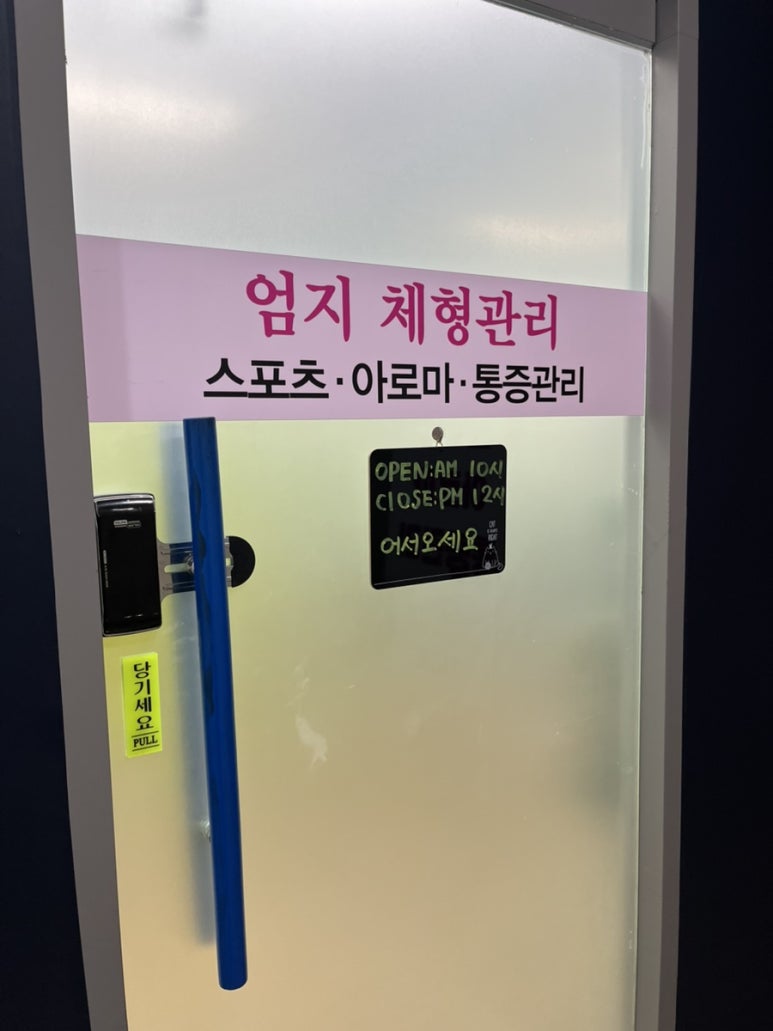 엄지 체형관리
스포츠·아로마·통증관리
OPEN:AM 10시
ClOSE:PM 12시
어서오세요
당기세요
PULL